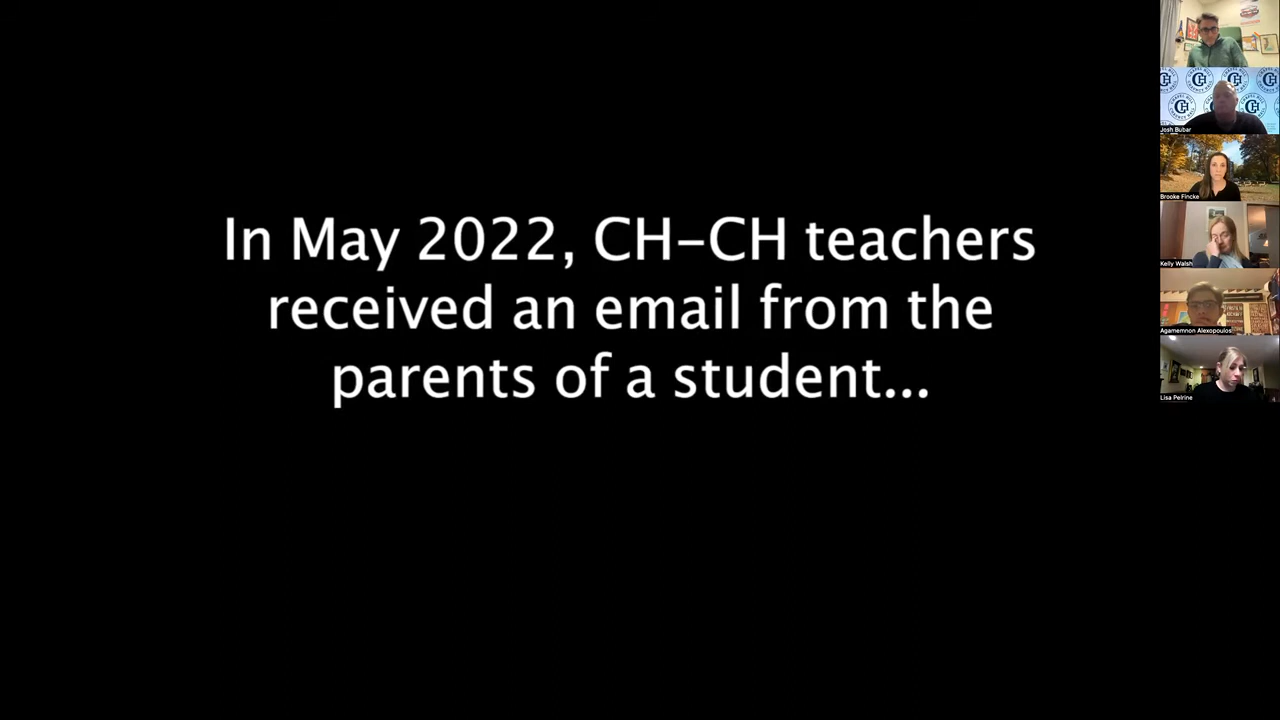 In May 2022, CH-CH teachers
received an email from the
parents of a student...
Josh Bubar
Brooke Fincke
Kelly Walsh
Agamemnon Alexopoulos
Lisa Pelrine